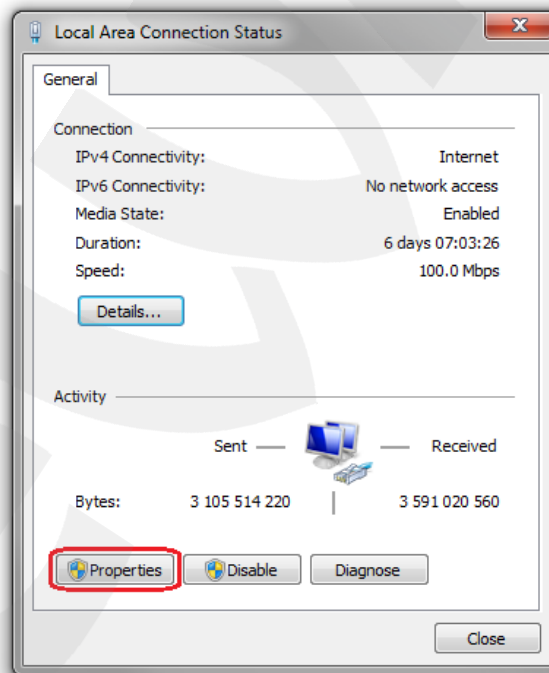 Local Area Connection Status
General
Connection
IPv4 Connectivity: Internet
IPv6 Connectivity: No network access
Media State: Enabled
Duration: 6 days 07:03:26
Speed: 100.0 Mbps
Details...
Activity
Sent Received
Bytes: 3 105 514 220 3 591 020 560
Properties Disable Diagnose
Close